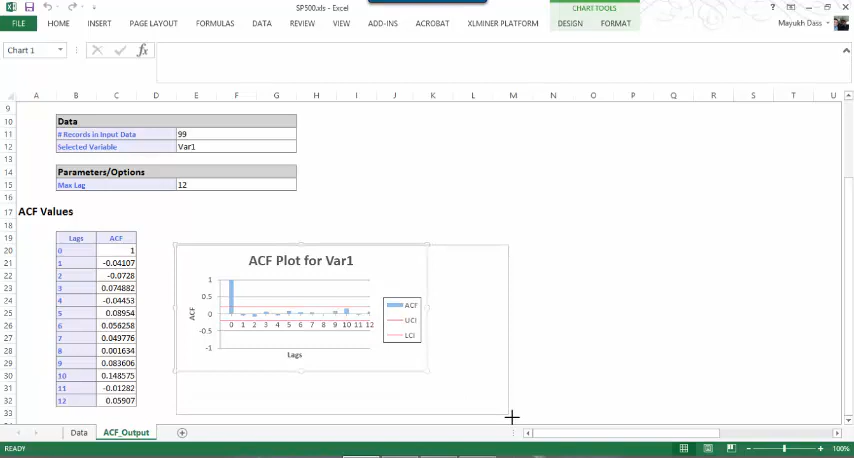 SP500.xls - Excel
CHART TOOLS
FILE HOME INSERT PAGE LAYOUT FORMULAS DATA REVIEW VIEW ADD-INS ACROBAT XLMINER PLATFORM DESIGN FORMAT Mayukh Dass
Chart 1 fx
A B C D E F G H I J K L M N O P Q R S T U
9
10 Data
11 # Records in Input Data 99
12 Selected Variable Var1
13
14 Parameters/Options
15 Max Lag 12
16
17 ACF Values
18
19 Lags ACF
20 0 1
21 1 -0.04107
22 2 -0.0728
23 3 0.074882
24 4 -0.04453
25 5 0.08954
26 6 0.056258
27 7 0.049776
28 8 0.001634
29 9 0.083606
30 10 0.148575
31 11 -0.01282
32 12 0.05907
33
ACF Plot for Var1
1
0.5
0
-0.5
-1
ACF
0 1 2 3 4 5 6 7 8 9 10 11 12
Lags
ACF
UCI
LCI
Data ACF_Output
READY 100%